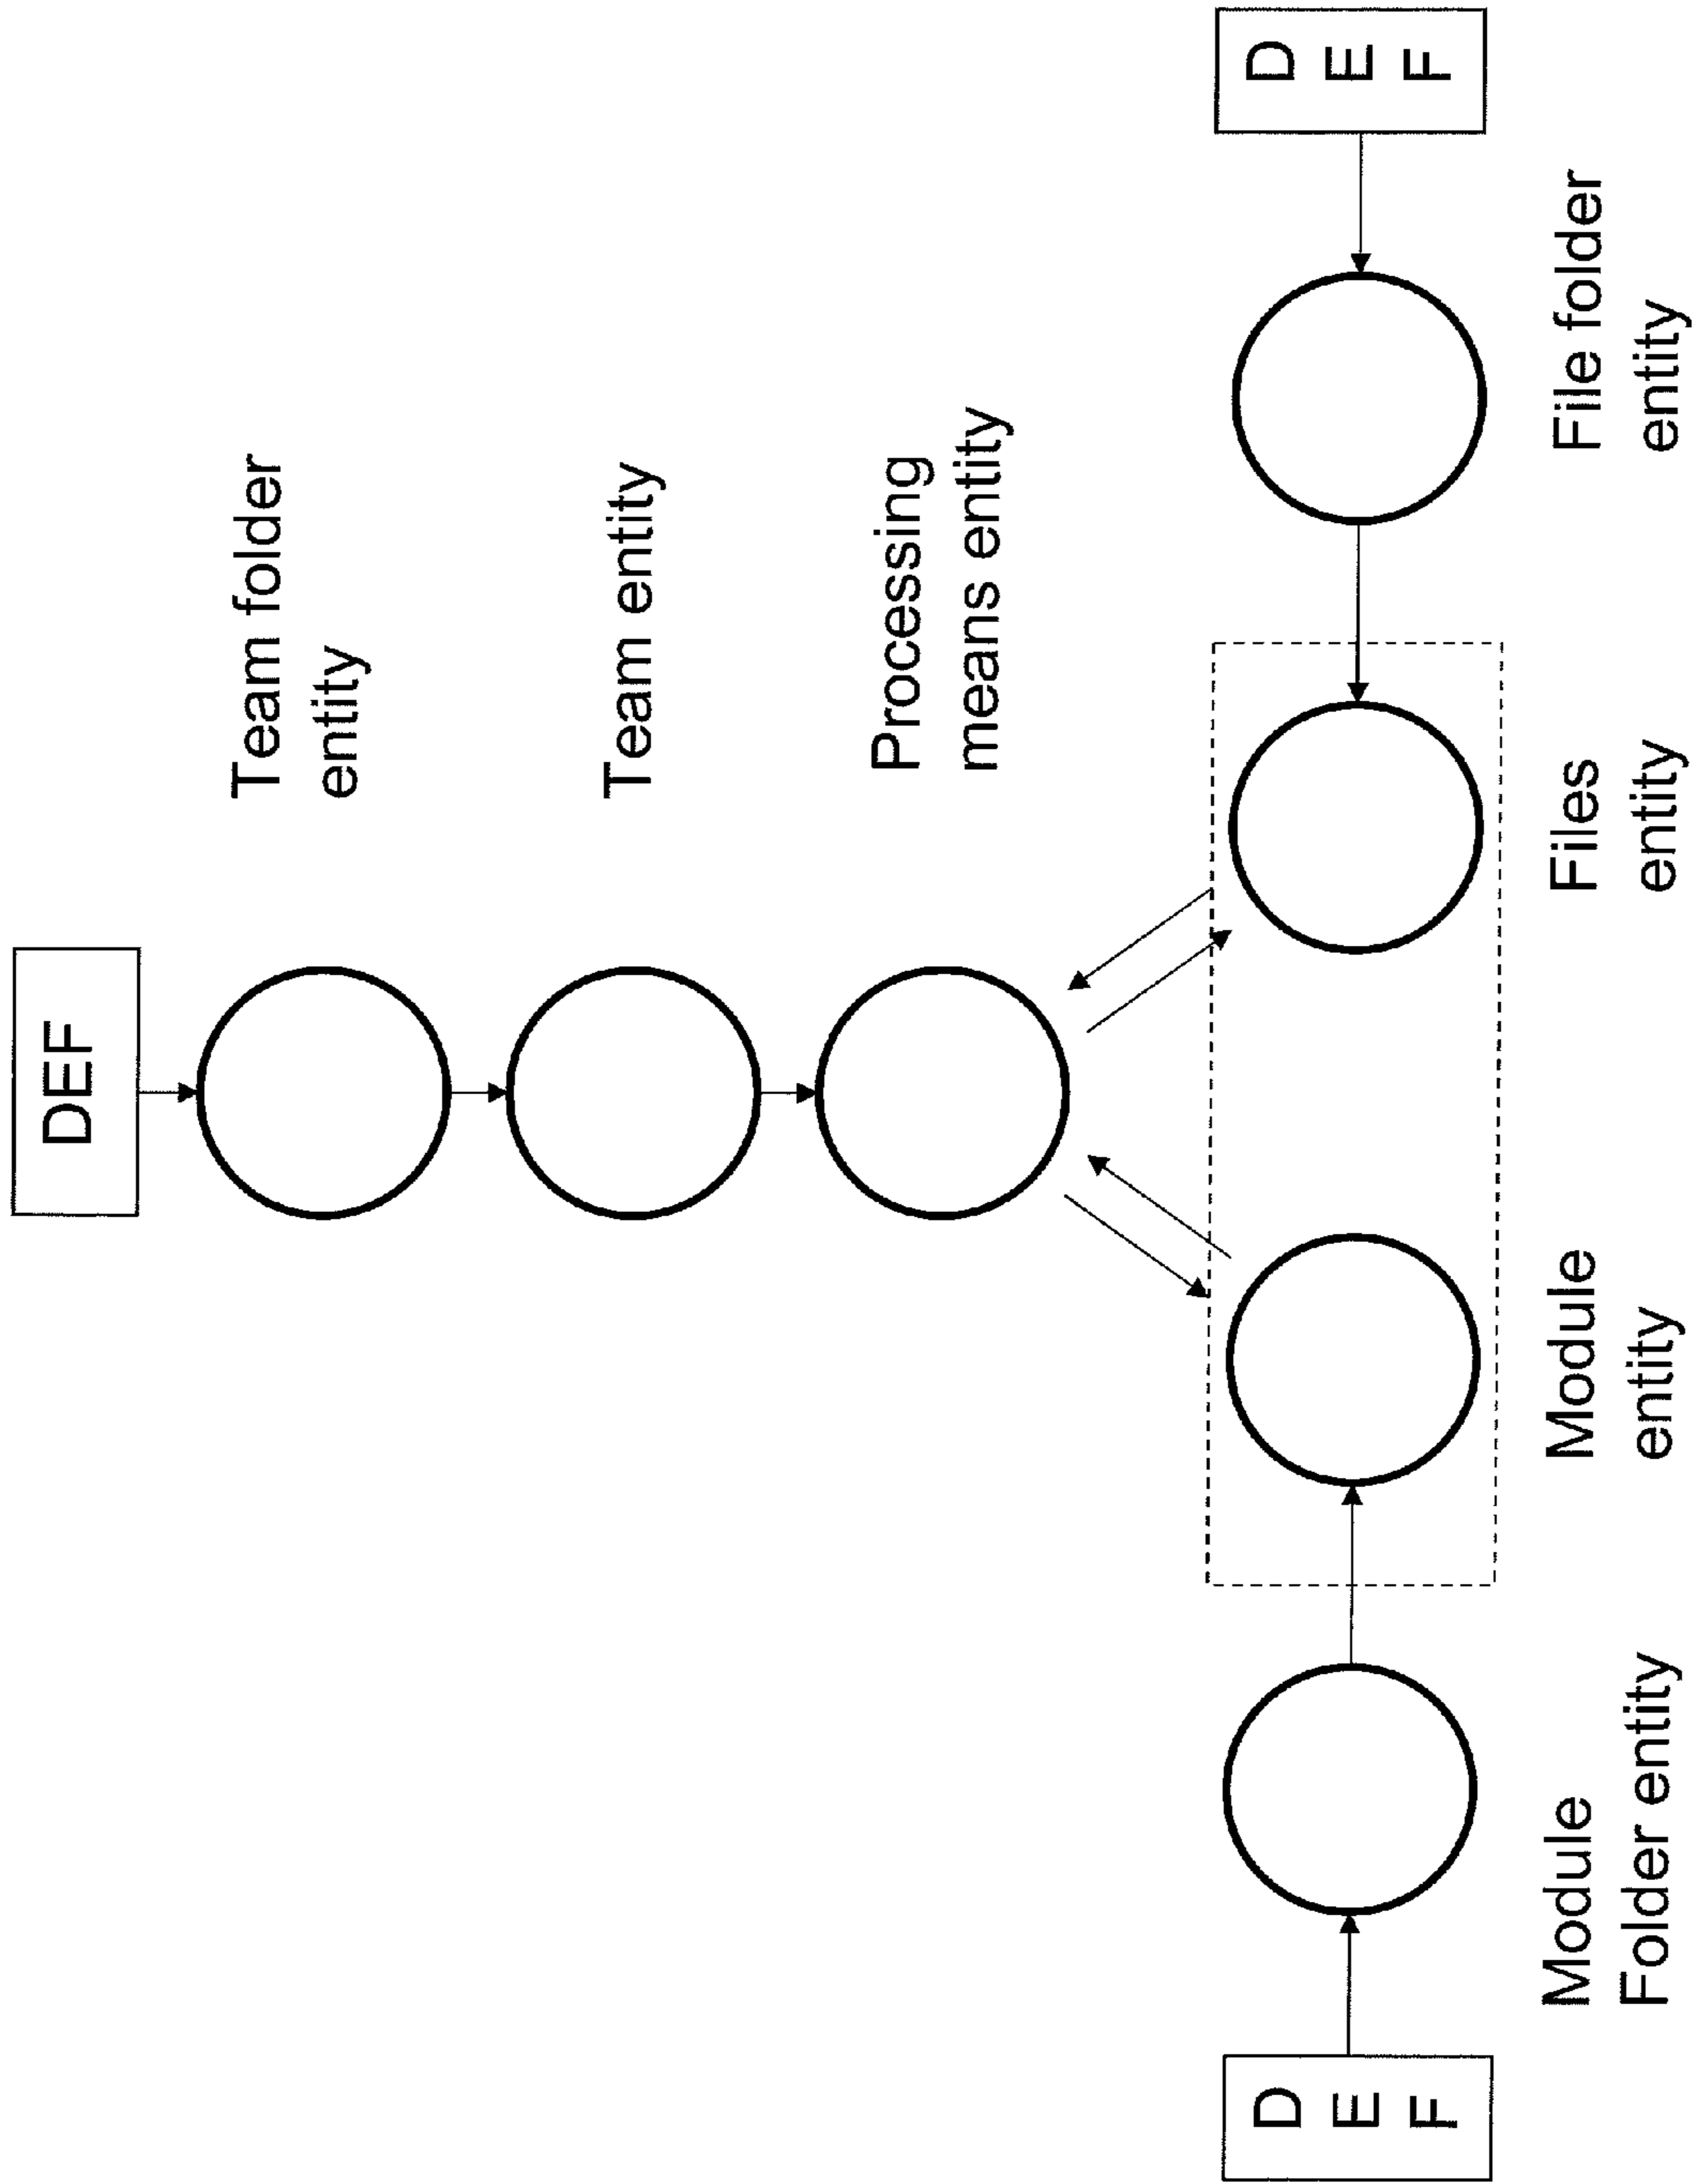 DEF
Team folder
entity
Team entity
Processing
means entity
D
E
F
Module
Folder entity
Module
entity
Files
entity
File folder
entity
D
E
F